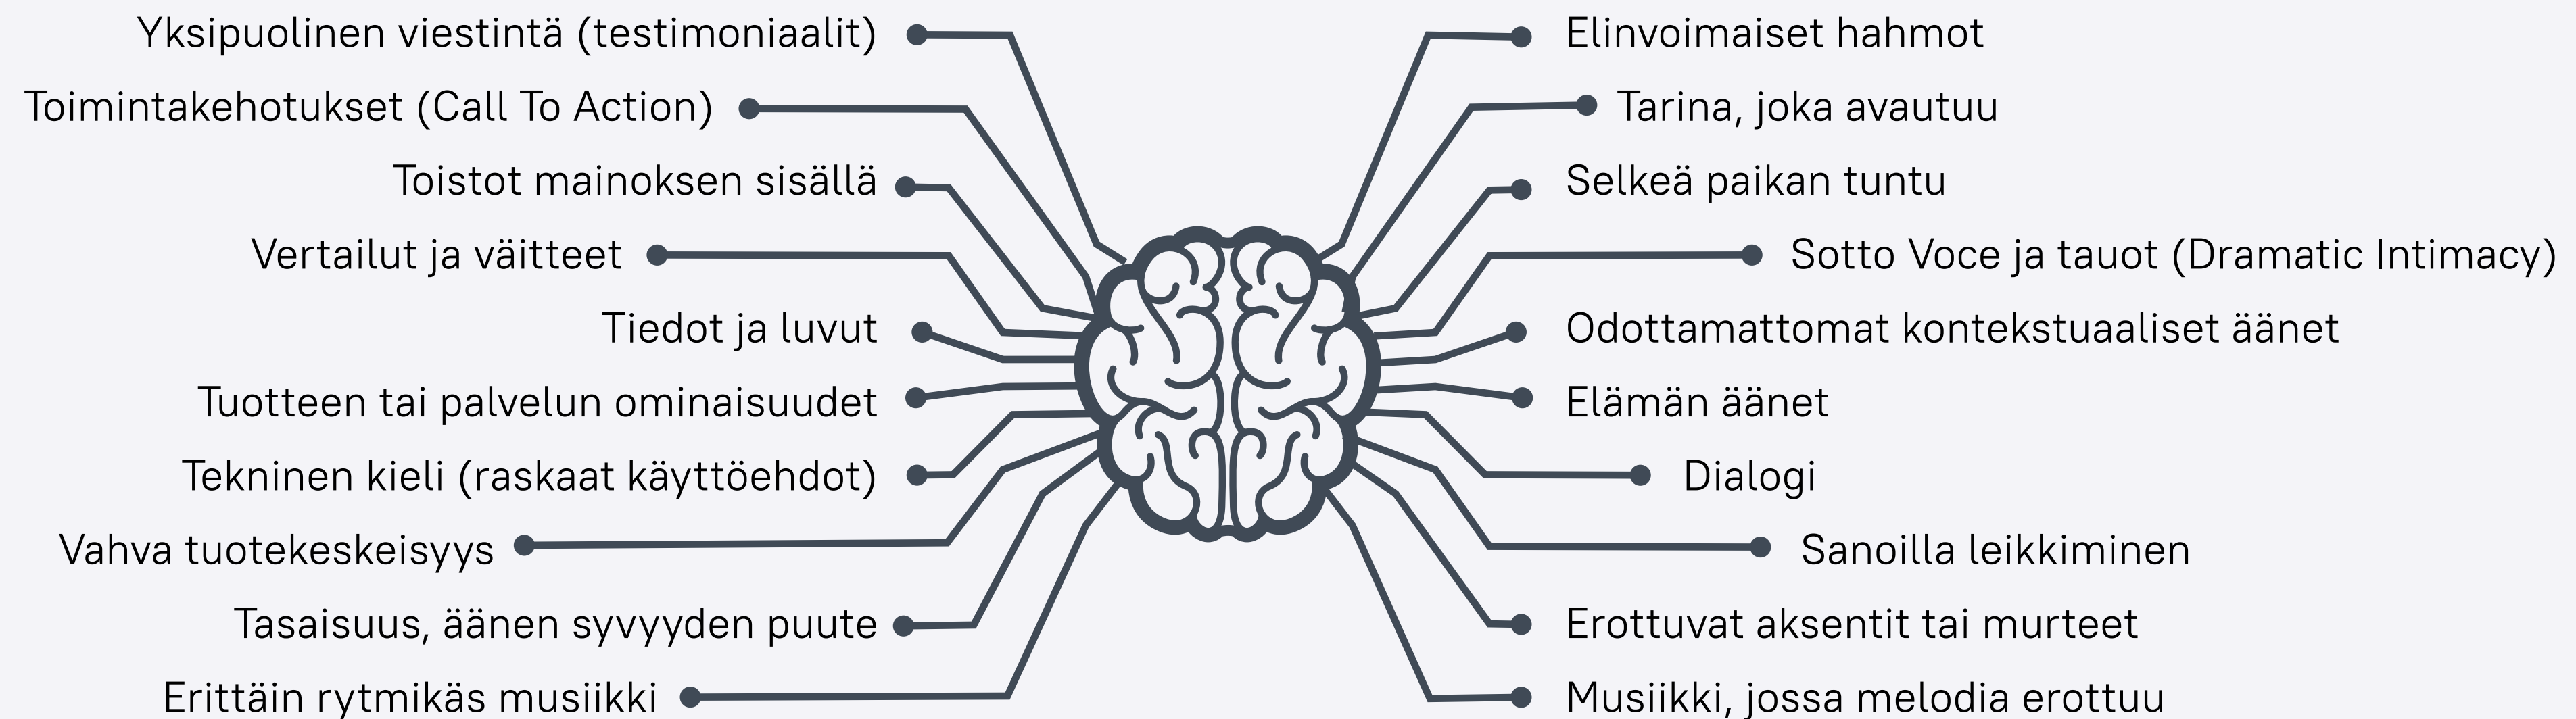 Yksipuolinen viestintä (testimoniaalit)
Toimintakehotukset (Call To Action)
Toistot mainoksen sisällä
Vertailut ja väitteet
Tiedot ja luvut
Tuotteen tai palvelun ominaisuudet
Tekninen kieli (raskaat käyttöehdot)
Vahva tuotekeskeisyys
Tasaisuus, äänen syvyyden puute
Erittäin rytmikäs musiikki
Elinvoimaiset hahmot
Tarina, joka avautuu
Selkeä paikan tuntu
Sotto Voce ja tauot (Dramatic Intimacy)
Odottamattomat kontekstuaaliset äänet
Elämän äänet
Dialogi
Sanoilla leikkiminen
Erottuvat aksentit tai murteet
Musiikki, jossa melodia erottuu